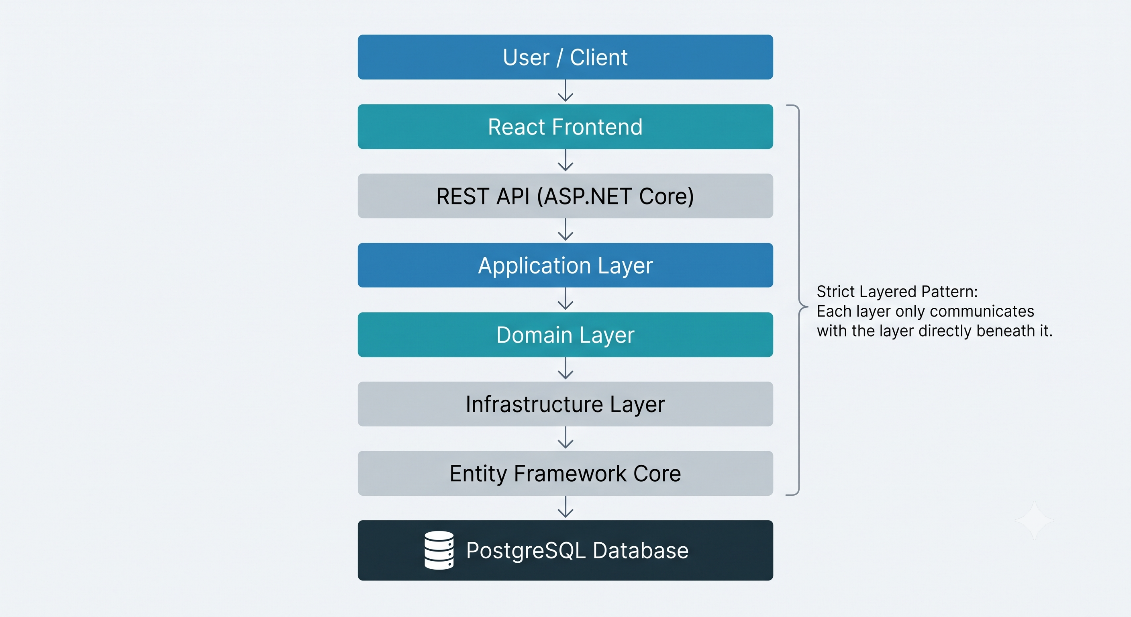 User / Client
React Frontend
REST API (ASP.NET Core)
Application Layer
Domain Layer
Infrastructure Layer
Entity Framework Core
PostgreSQL Database
Strict Layered Pattern:
Each layer only communicates
with the layer directly beneath it.